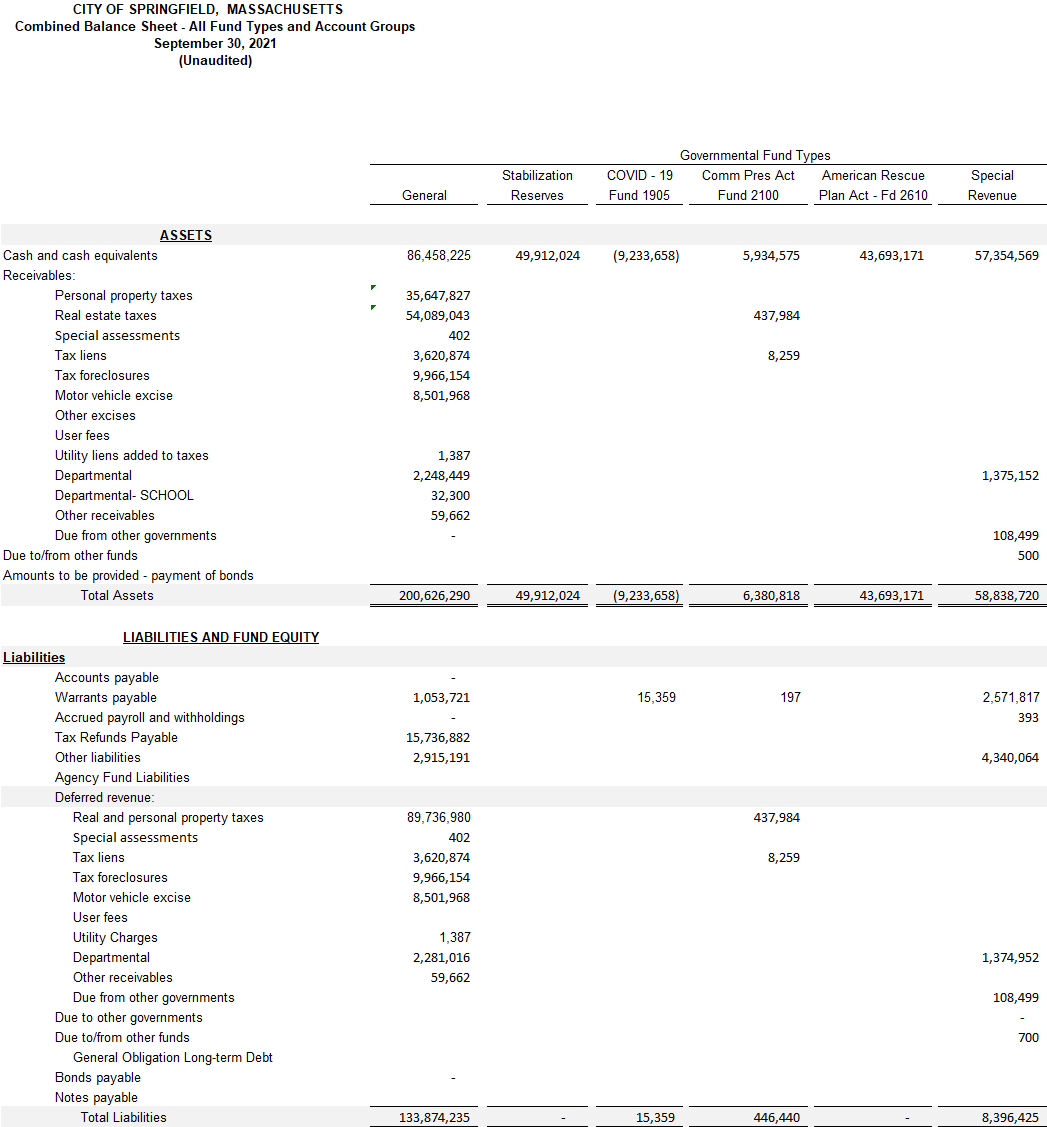 CITY OF SPRINGFIELD, MASSACHUSETTS
Combined Balance Sheet - All Fund Types and Account Groups
September 30, 2021
(Unaudited)
Governmental Fund Types
Stabilization COVID - 19 Comm Pres Act American Rescue Special
General Reserves Fund 1905 Fund 2100 Plan Act - Fd 2610 Revenue
ASSETS
Cash and cash equivalents 86,458,225 49,912,024 (9,233,658) 5,934,575 43,693,171 57,354,569
Receivables:
Personal property taxes 35,647,827
Real estate taxes 54,089,043 437,984
Special assessments 402
Tax liens 3,620,874 8,259
Tax foreclosures 9,966,154
Motor vehicle excise 8,501,968
Other excises
User fees
Utility liens added to taxes 1,387
Departmental 2,248,449 1,375,152
Departmental- SCHOOL 32,300
Other receivables 59,662
Due from other governments - 108,499
Due to/from other funds 500
Amounts to be provided - payment of bonds
Total Assets 200,626,290 49,912,024 (9,233,658) 6,380,818 43,693,171 58,838,720
LIABILITIES AND FUND EQUITY
Liabilities
Accounts payable -
Warrants payable 1,053,721 15,359 197 2,571,817
Accrued payroll and withholdings - 393
Tax Refunds Payable 15,736,882
Other liabilities 2,915,191 4,340,064
Agency Fund Liabilities
Deferred revenue:
Real and personal property taxes 89,736,980 437,984
Special assessments 402
Tax liens 3,620,874 8,259
Tax foreclosures 9,966,154
Motor vehicle excise 8,501,968
User fees
Utility Charges 1,387
Departmental 2,281,016 1,374,952
Other receivables 59,662
Due from other governments 108,499
Due to other governments -
Due to/from other funds 700
General Obligation Long-term Debt
Bonds payable -
Notes payable
Total Liabilities 133,874,235 - 15,359 446,440 - 8,396,425